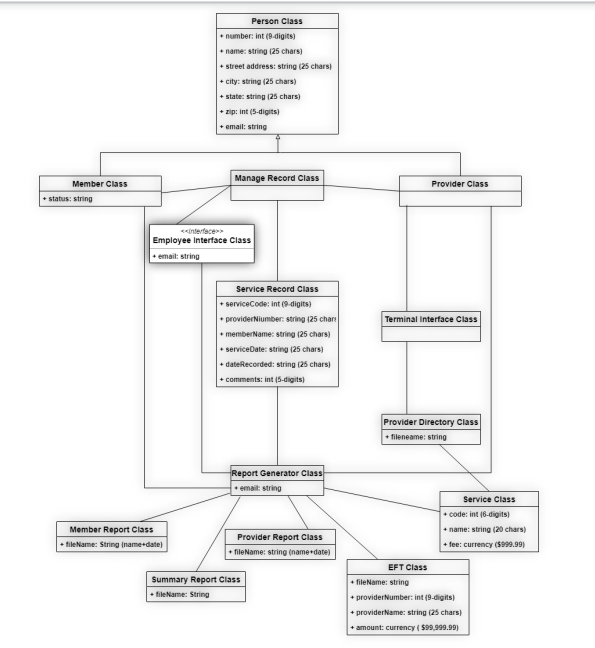 Person Class
+ number: int (9-digits)
+ name: string (25 chars)
+ street address: string (25 chars)
+ city: string (25 chars)
+ state: string (25 chars)
+ zip: int (5-digits)
+ email: string
Member Class
+ status: string
Manage Record Class
Provider Class
<<Interface>>
Employee Interface Class
+ email: string
Service Record Class
+ serviceCode: int (9-digits)
+ providerNiumber: string (25 chars
+ memberName: string (25 chars)
+ serviceDate: string (25 chars)
+ dateRecorded: string (25 chars)
+ comments: int (5-digits)
Terminal Interface Class
Provider Directory Class
+ fileneame: string
Report Generator Class
+ email: string
Service Class
+ code: int (6-digits)
+ name: string (20 chars)
+ fee: currency ($999.99)
Member Report Class
+ fileName: String (name+date)
Provider Report Class
+ fileName: string (name+date)
Summary Report Class
+ fileName: String
EFT Class
+ fileName: string
+ providerNumber: int (9-digits)
+ providerName: string (25 chars)
+ amount: currency ( $99,999.99)